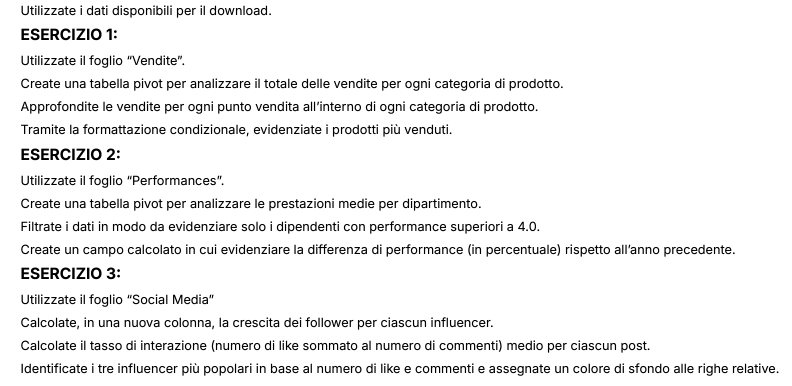 Utilizzate i dati disponibili per il download.
ESERCIZIO 1:
Utilizzate il foglio “Vendite”.
Create una tabella pivot per analizzare il totale delle vendite per ogni categoria di prodotto.
Approfondite le vendite per ogni punto vendita all’interno di ogni categoria di prodotto.
Tramite la formattazione condizionale, evidenziate i prodotti più venduti.
ESERCIZIO 2:
Utilizzate il foglio “Performances”.
Create una tabella pivot per analizzare le prestazioni medie per dipartimento.
Filtrate i dati in modo da evidenziare solo i dipendenti con performance superiori a 4.0.
Create un campo calcolato in cui evidenziare la differenza di performance (in percentuale) rispetto all’anno precedente.
ESERCIZIO 3:
Utilizzate il foglio “Social Media”
Calcolate, in una nuova colonna, la crescita dei follower per ciascun influencer.
Calcolate il tasso di interazione (numero di like sommato al numero di commenti) medio per ciascun post.
Identificate i tre influencer più popolari in base al numero di like e commenti e assegnate un colore di sfondo alle righe relative.